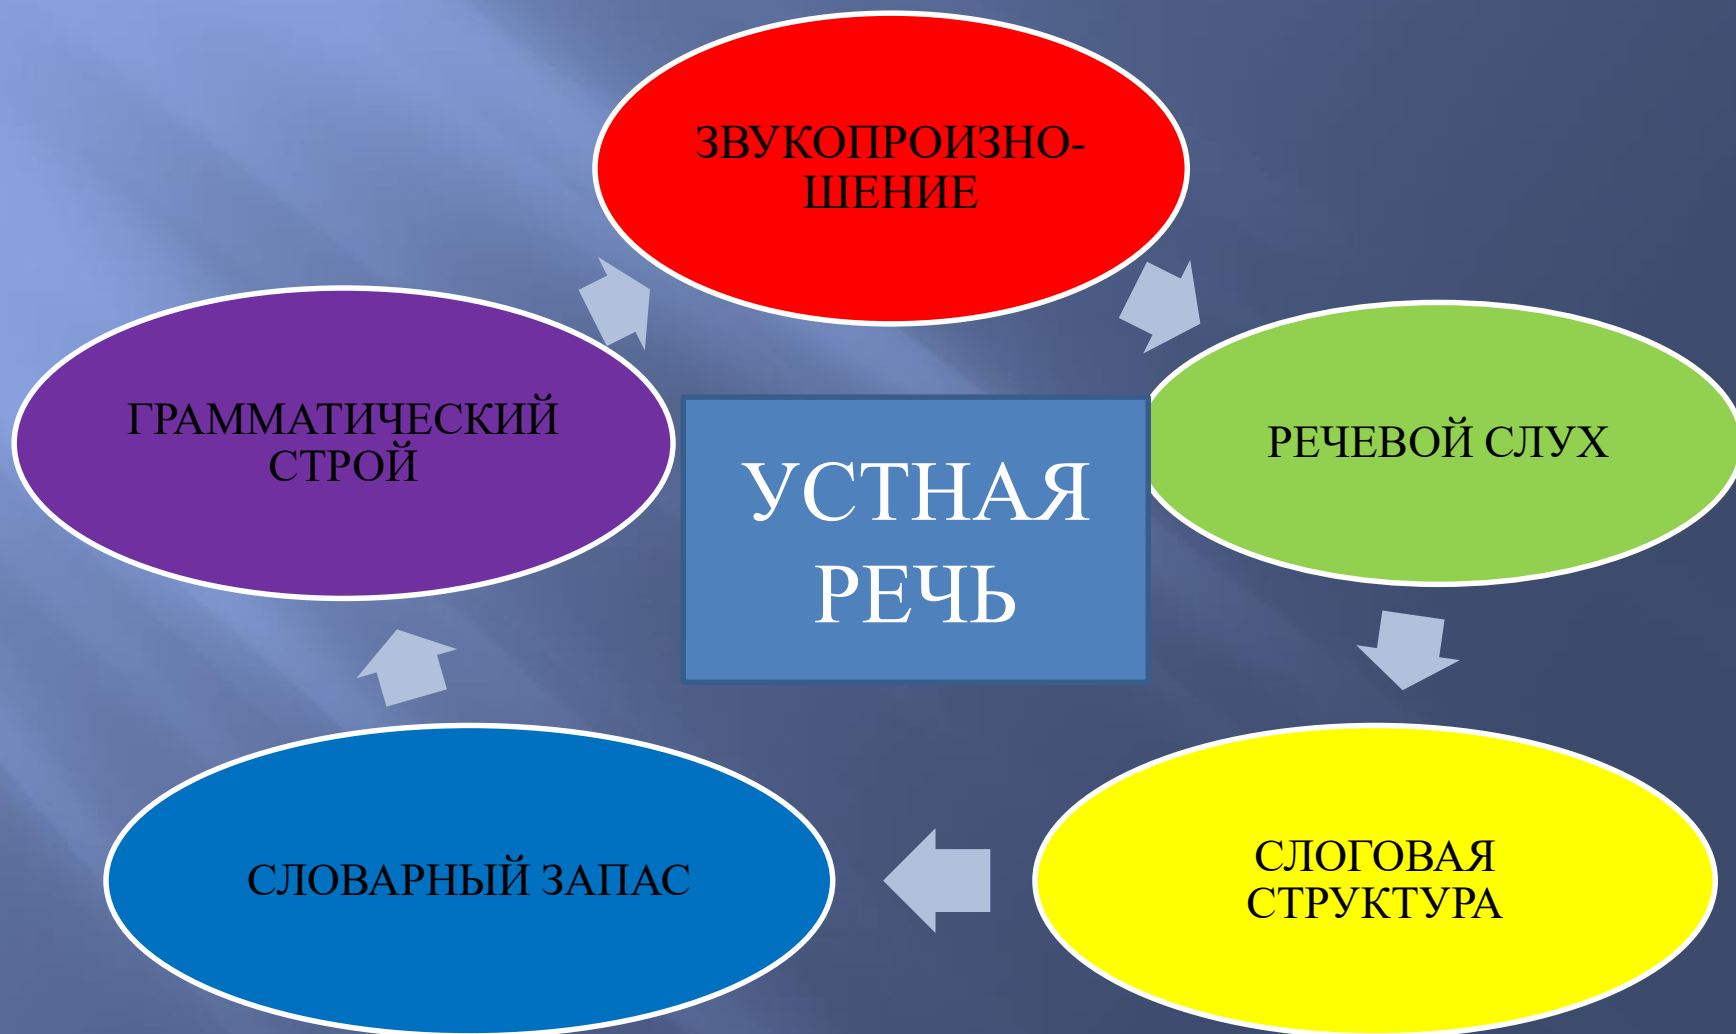 ЗВУКОПРОИЗНО-
ШЕНИЕ
РЕЧЕВОЙ СЛУХ
СЛОГОВАЯ
СТРУКТУРА
СЛОВАРНЫЙ ЗАПАС
ГРАММАТИЧЕСКИЙ
СТРОЙ
УСТНАЯ
РЕЧЬ